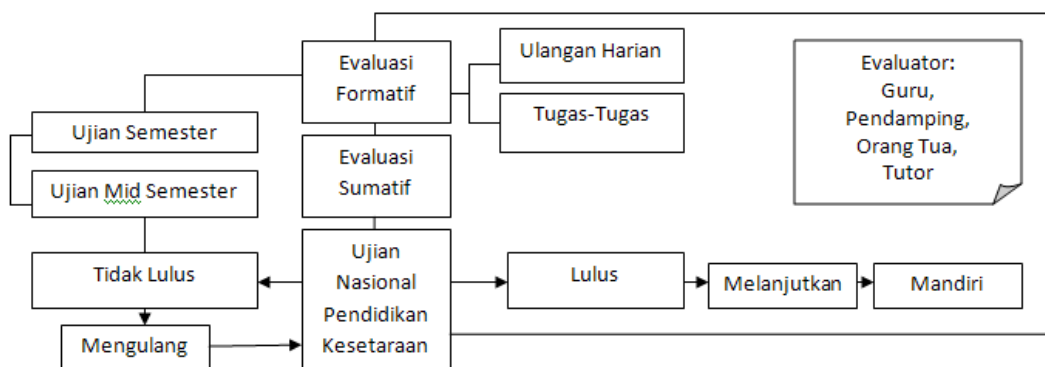 Evaluasi
Formatif
Ulangan Harian
Tugas-Tugas
Evaluator:
Guru,
Pendamping,
Orang Tua,
Tutor
Ujian Semester
Ujian Mid Semester
Evaluasi
Sumatif
Tidak Lulus
Ujian
Nasional
Pendidikan
Kesetaraan
Lulus
Melanjutkan
Mandiri
Mengulang